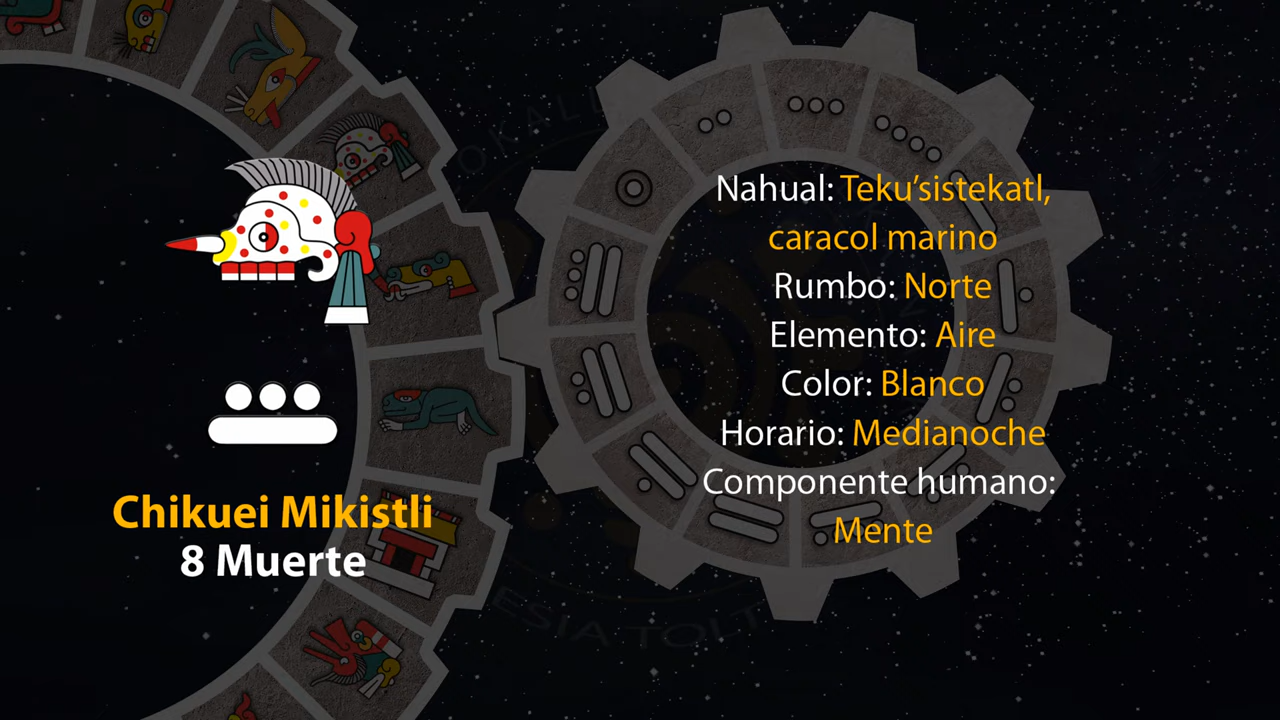 Chikuei Mikistli
8 Muerte
Nahual: Teku’sistekatl,
caracol marino
Rumbo: Norte
Elemento: Aire
Color: Blanco
Horario: Medianoche
Componente humano:
Mente